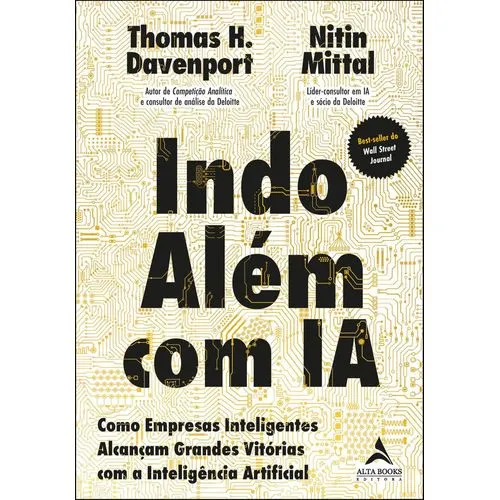 Thomas H.
Davenport
Autor de Competição Analítica
e consultor de análise da Deloitte
Nitin
Mittal
Líder-consultor em IA
e sócio da Deloitte
Best-seller do
Wall Street
Journal
Indo
Além
com IA
Como Empresas Inteligentes
Alcançam Grandes Vitórias
com a Inteligência Artificial
ALTA BOOKS
EDITORA